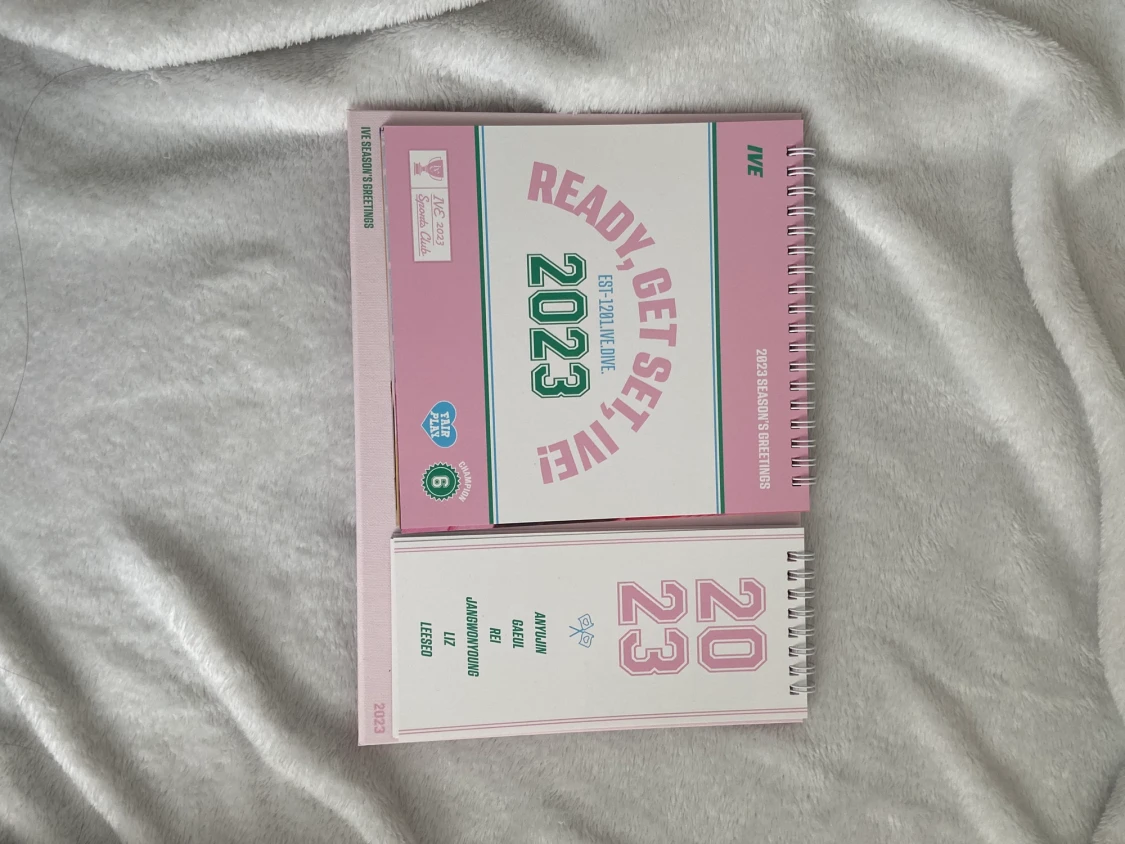 IVE
2023 SEASON'S GREETINGS
READY, GET SET, IVE!
EST-1201.IVE.DIVE.
2023
IVE 2023
Sports Club.
FAIR
PLAY
CHAMPION
6
20
23
ANYUJIN
GAEUL
REI
JANGWONYOUNG
LIZ
LEESEO
IVE SEASON'S GREETINGS
2023